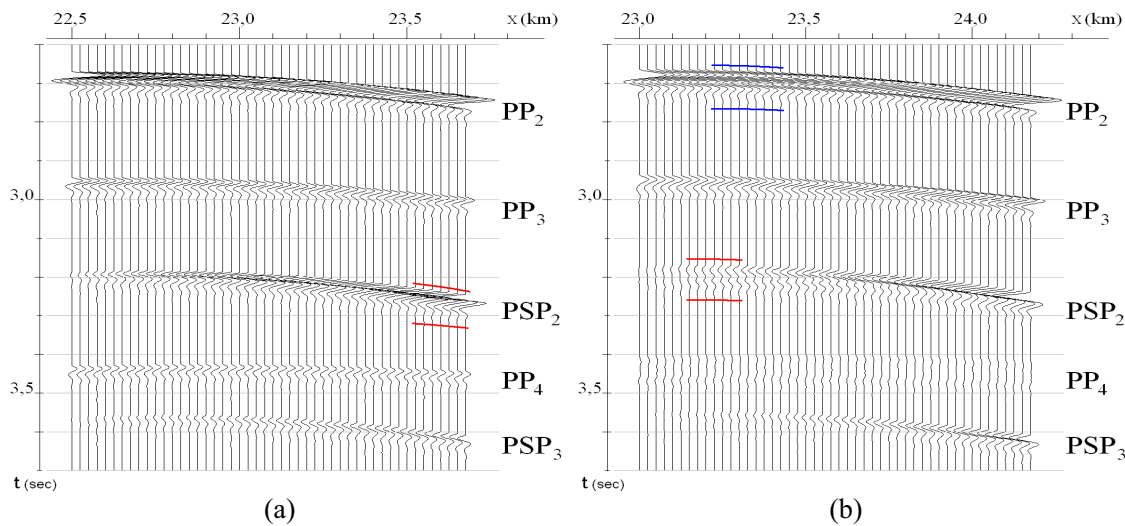 22,5 23,0 23,5 x (km)
PP2
3,0
PP3
PSP2
PP4
3,5
PSP3
t (sec)
(a)
23,0 23,5 24,0 x (km)
PP2
3,0
PP3
PSP2
PP4
3,5
PSP3
t (sec)
(b)